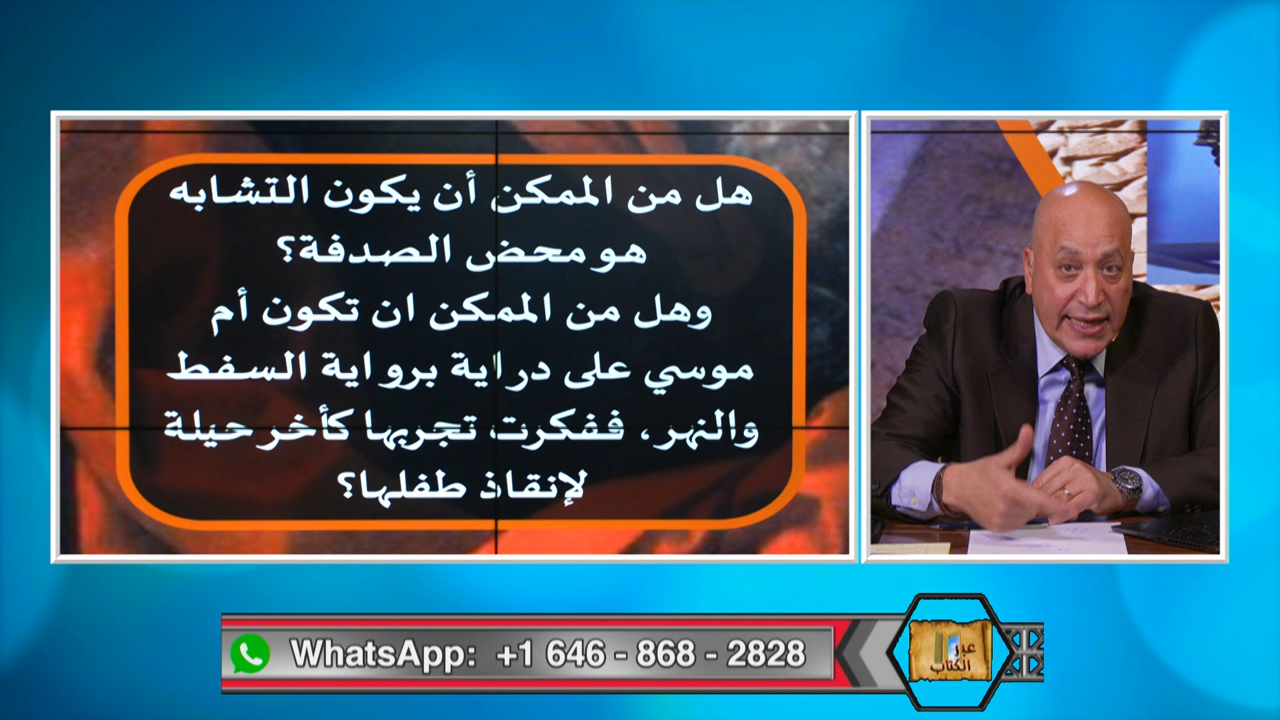 هل من الممكن أن يكون التشابه
هو محض الصدفة؟
وهل من الممكن ان تكون أم
موسي على دراية برواية السفط
والنهر، ففكرت تجربها كأخر حيلة
لإنقاذ طفلها؟
WhatsApp: +1 646 - 868 - 2828
عبر
الكتاب